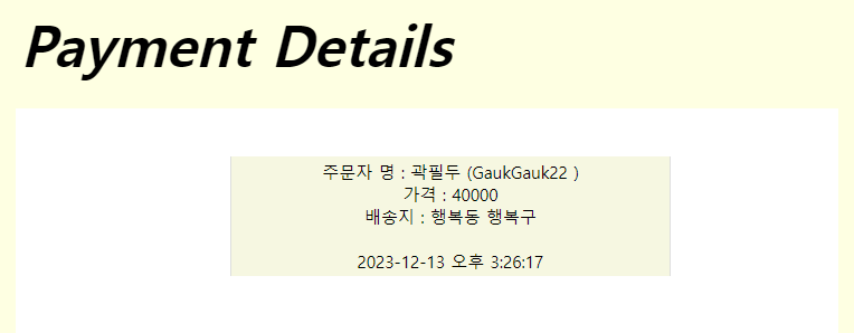 Payment Details
주문자 명 : 곽필두 (GaukGauk22 )
가격 : 40000
배송지 : 행복동 행복구
2023-12-13 오후 3:26:17